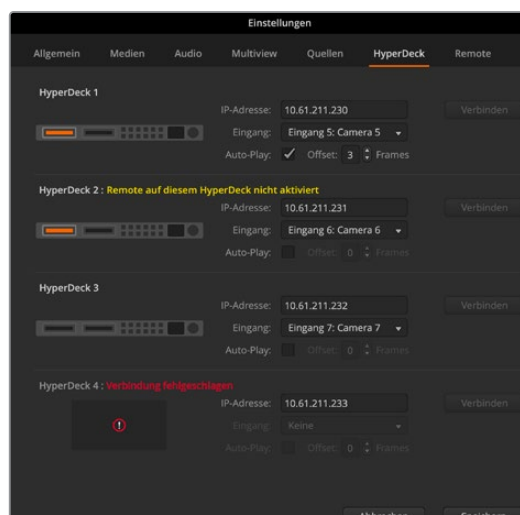 Einstellungen
Allgemein Medien Audio Multiview Quellen HyperDeck Remote
HyperDeck 1
IP-Adresse: 10.61.211.230 Verbinden
Eingang: Eingang 5: Camera 5
Auto-Play: Offset: 3 Frames
HyperDeck 2 : Remote auf diesem HyperDeck nicht aktiviert
IP-Adresse: 10.61.211.231 Verbinden
Eingang: Eingang 6: Camera 6
Auto-Play: Offset: 0 Frames
HyperDeck 3
IP-Adresse: 10.61.211.232 Verbinden
Eingang: Eingang 7: Camera 7
Auto-Play: Offset: 0 Frames
HyperDeck 4 : Verbindung fehlgeschlagen
IP-Adresse: 10.61.211.233 Verbinden
Eingang: Keine
Auto-Play: Offset: 0 Frames
Abbrechen Speichern